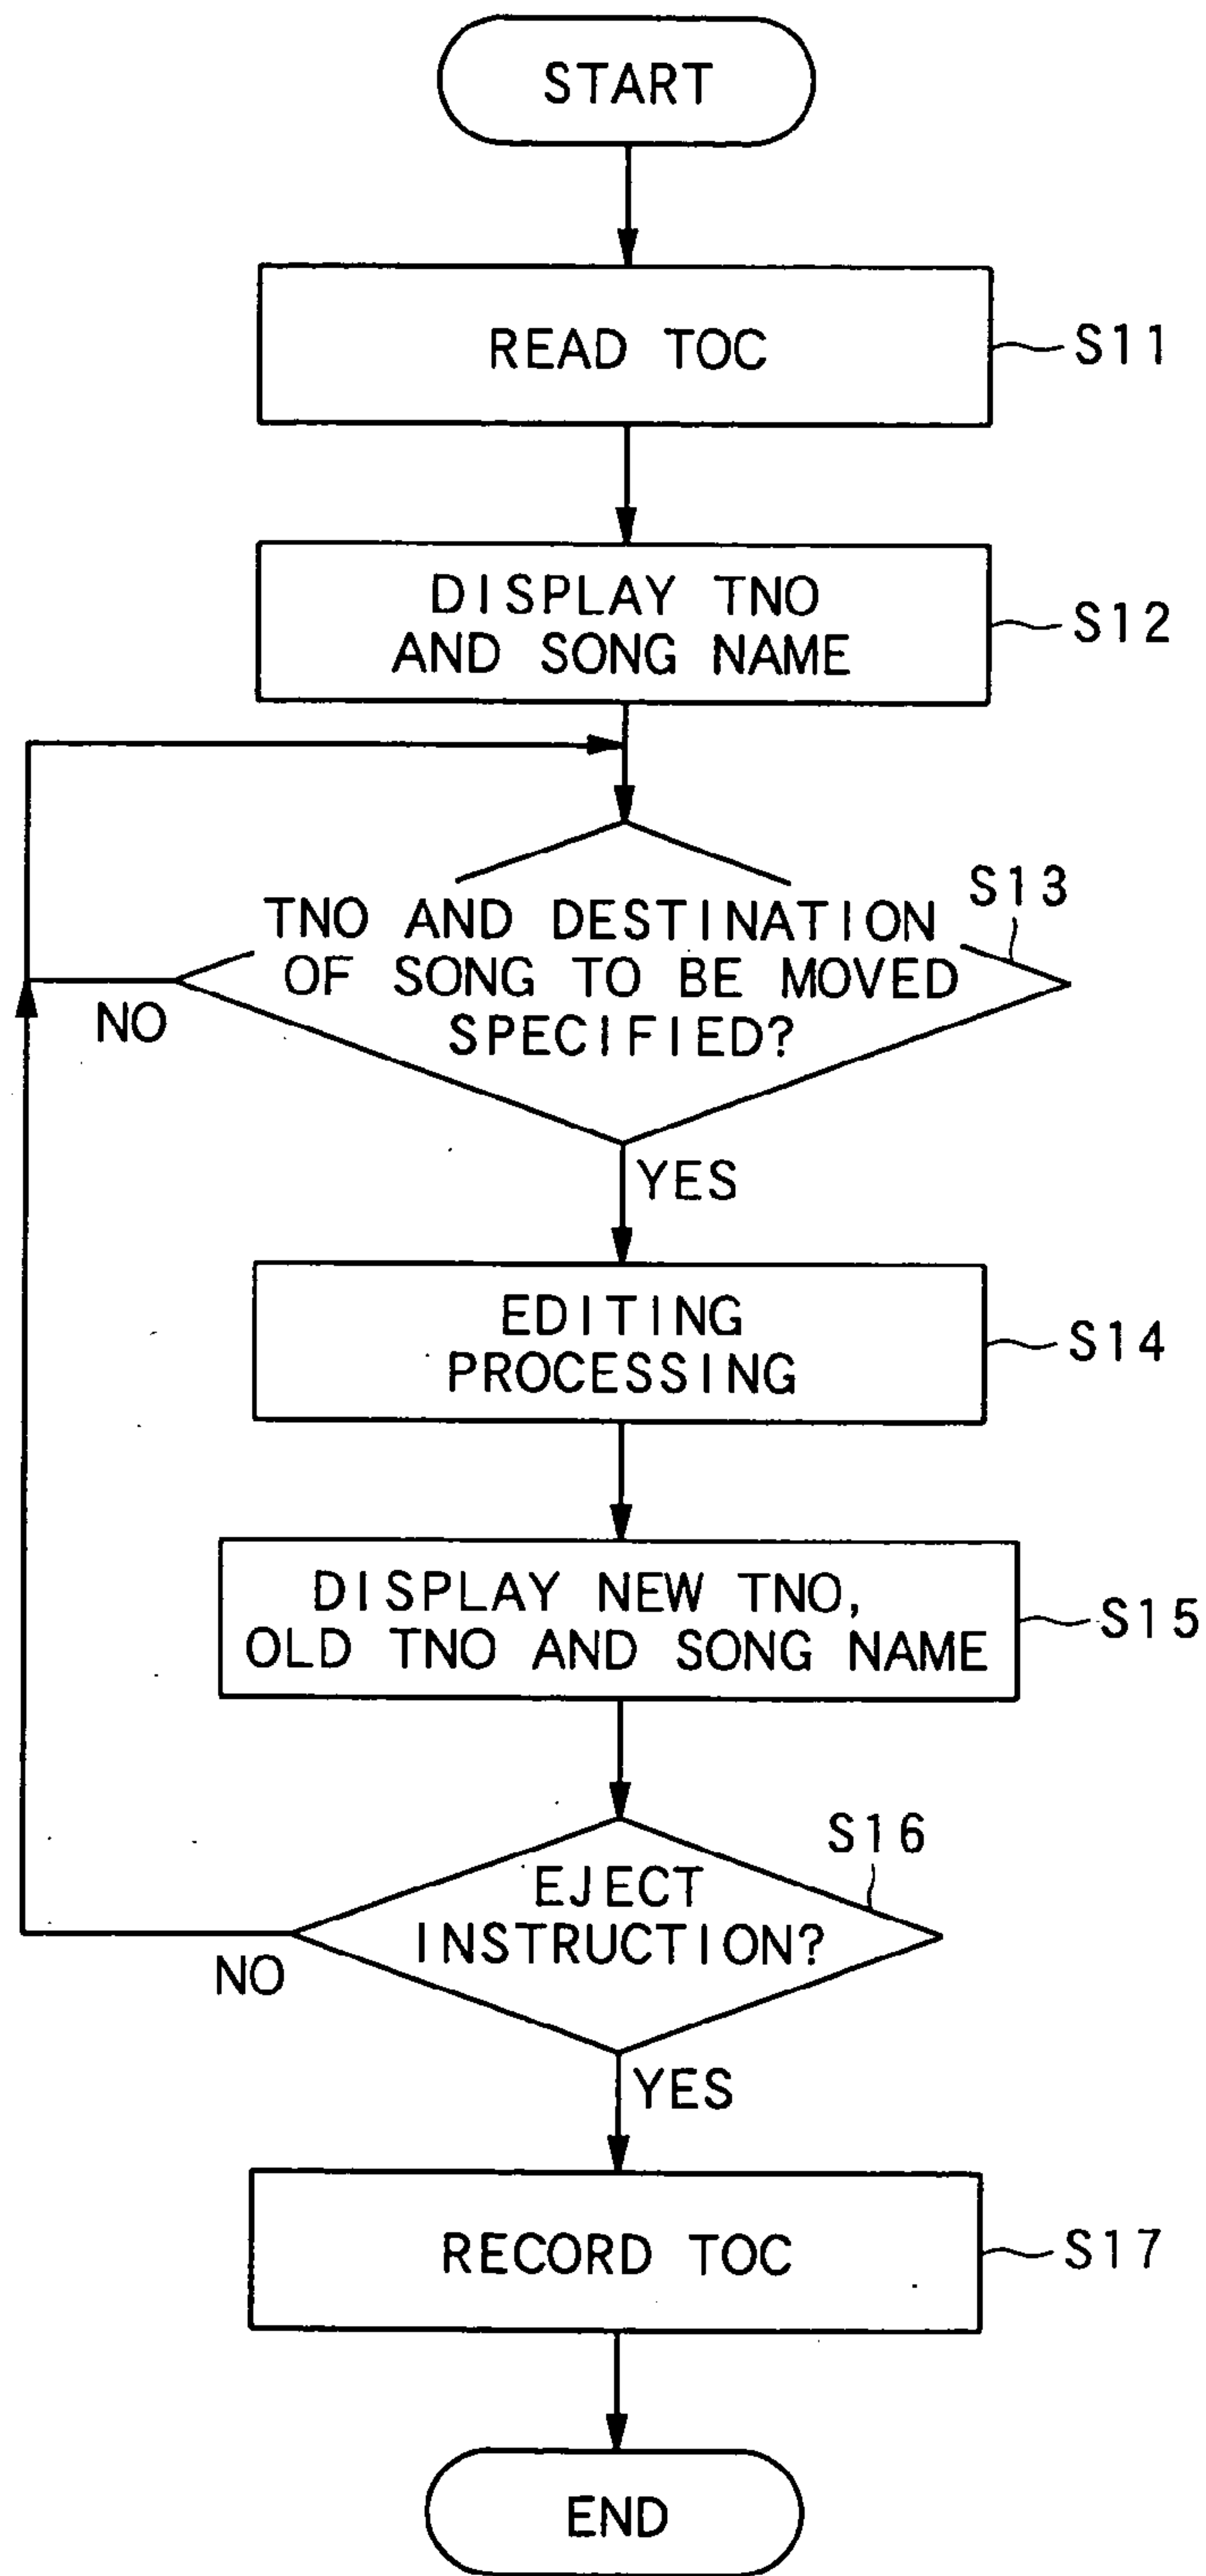 START
READ TOC
S11
DISPLAY TNO
AND SONG NAME
S12
S13
TNO AND DESTINATION
OF SONG TO BE MOVED
SPECIFIED?
NO
YES
EDITING
PROCESSING
S14
DISPLAY NEW TNO,
OLD TNO AND SONG NAME
S15
S16
EJECT
INSTRUCTION?
NO
YES
RECORD TOC
S17
END